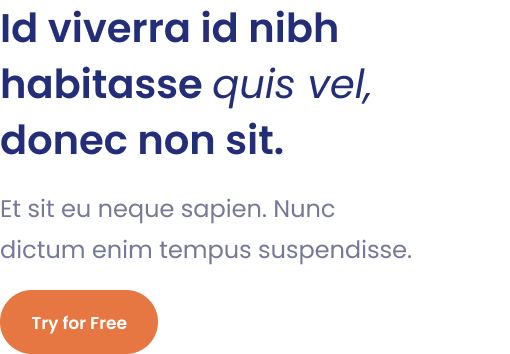 Id viverra id nibh
habitasse quis vel,
donec non sit.
Et sit eu neque sapien. Nunc
dictum enim tempus suspendisse.
Try for Free